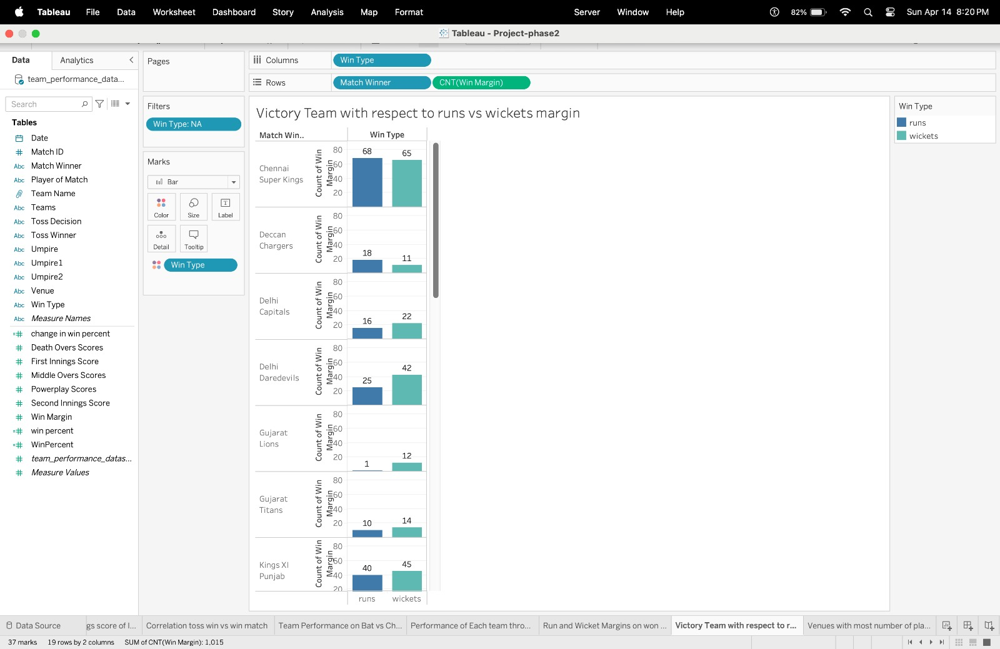 Tableau File Data Worksheet Dashboard Story Analysis Map Format Server Window Help 82% Sun Apr 14 8:20 PM
Tableau - Project-phase2
Data Analytics
team_performance_data...
Search
Tables
Date
# Match ID
Abc Match Winner
Abc Player of Match
Team Name
Abc Teams
Abc Toss Decision
Abc Toss Winner
Abc Umpire
Abc Umpire1
Abc Umpire2
Abc Venue
Abc Win Type
Abc Measure Names
=# change in win percent
# Death Overs Scores
# First Innings Score
# Middle Overs Scores
# Powerplay Scores
# Second Innings Score
# Win Margin
=# win percent
=# WinPercent
# team_performance_datas...
# Measure Values
Pages
Filters
Win Type: NA
Marks
Bar
Color Size Label
Detail Tooltip
Win Type
Columns Win Type
Rows Match Winner CNT(Win Margin)
Victory Team with respect to runs vs wickets margin
Match Win.. Win Type
Chennai
Super Kings
Count of Win
Margin
80
60
40
20
68 65
Deccan
Chargers
Count of Win
Margin
80
60
40
20
18 11
Delhi
Capitals
Count of Win
Margin
80
60
40
20
16 22
Delhi
Daredevils
Count of Win
Margin
80
60
40
20
25 42
Gujarat
Lions
Count of Win
Margin
80
60
40
20
1 12
Gujarat
Titans
Count of Win
Margin
80
60
40
20
10 14
Kings XI
Punjab
Count of Win
Margin
80
60
40
20
40 45
runs wickets
Win Type
runs
wickets
Data Source gs score of I... Correlation toss win vs win match Team Performance on Bat vs Ch... Performance of Each team thro... Run and Wicket Margins on won ... Victory Team with respect to r... Venues with most number of pla...
37 marks 19 rows by 2 columns SUM of CNT(Win Margin): 1,015